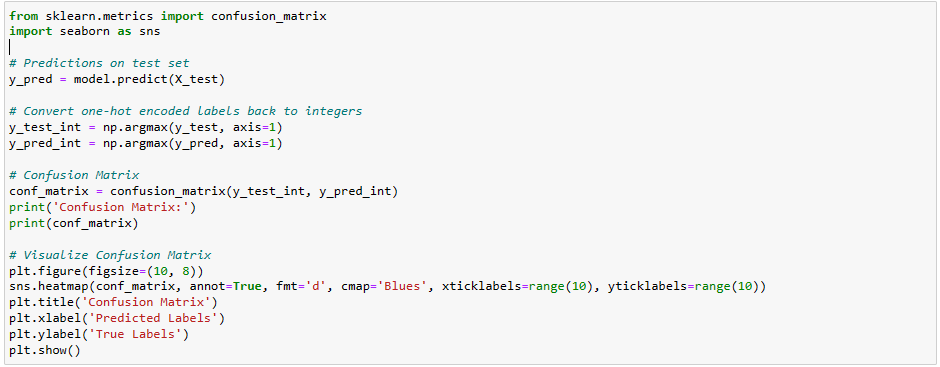 from sklearn.metrics import confusion_matrix
import seaborn as sns
# Predictions on test set
y_pred = model.predict(X_test)
# Convert one-hot encoded labels back to integers
y_test_int = np.argmax(y_test, axis=1)
y_pred_int = np.argmax(y_pred, axis=1)
# Confusion Matrix
conf_matrix = confusion_matrix(y_test_int, y_pred_int)
print('Confusion Matrix:')
print(conf_matrix)
# Visualize Confusion Matrix
plt.figure(figsize=(10, 8))
sns.heatmap(conf_matrix, annot=True, fmt='d', cmap='Blues', xticklabels=range(10), yticklabels=range(10))
plt.title('Confusion Matrix')
plt.xlabel('Predicted Labels')
plt.ylabel('True Labels')
plt.show()